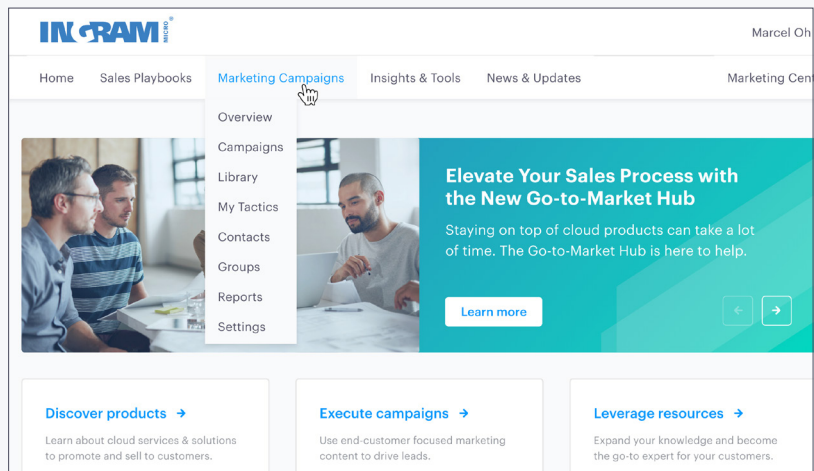 INGRAM MICRO®
Marcel Oh
Home Sales Playbooks Marketing Campaigns Insights & Tools News & Updates Marketing Cent
Overview
Campaigns
Library
My Tactics
Contacts
Groups
Reports
Settings
Elevate Your Sales Process with
the New Go-to-Market Hub
Staying on top of cloud products can take a lot
of time. The Go-to-Market Hub is here to help.
Learn more
Discover products
Learn about cloud services & solutions
to promote and sell to customers.
Execute campaigns
Use end-customer focused marketing
content to drive leads.
Leverage resources
Expand your knowledge and become
the go-to expert for your customers.